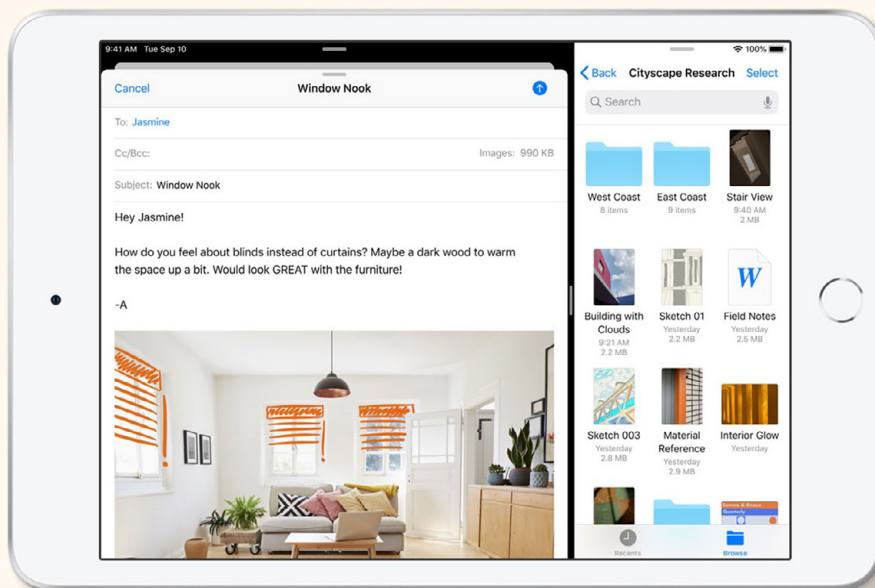 9:41 AM Tue Sep 10
100%
Cancel
Window Nook
To: Jasmine
Cc/Bcc:
Images: 990 KB
Subject: Window Nook
Hey Jasmine!
How do you feel about blinds instead of curtains? Maybe a dark wood to warm
the space up a bit. Would look GREAT with the furniture!
-A
Back
Cityscape Research
Select
Search
West Coast
8 items
East Coast
9 items
Stair View
9:40 AM
2 MB
Building with
Clouds
9:21 AM
2.2 MB
Sketch 01
Yesterday
2.2 MB
W
Field Notes
Yesterday
2.5 MB
Sketch 003
Yesterday
2.8 MB
Material
Reference
Yesterday
2.9 MB
Interior Glow
Yesterday
Quarterly
Recents
Browse